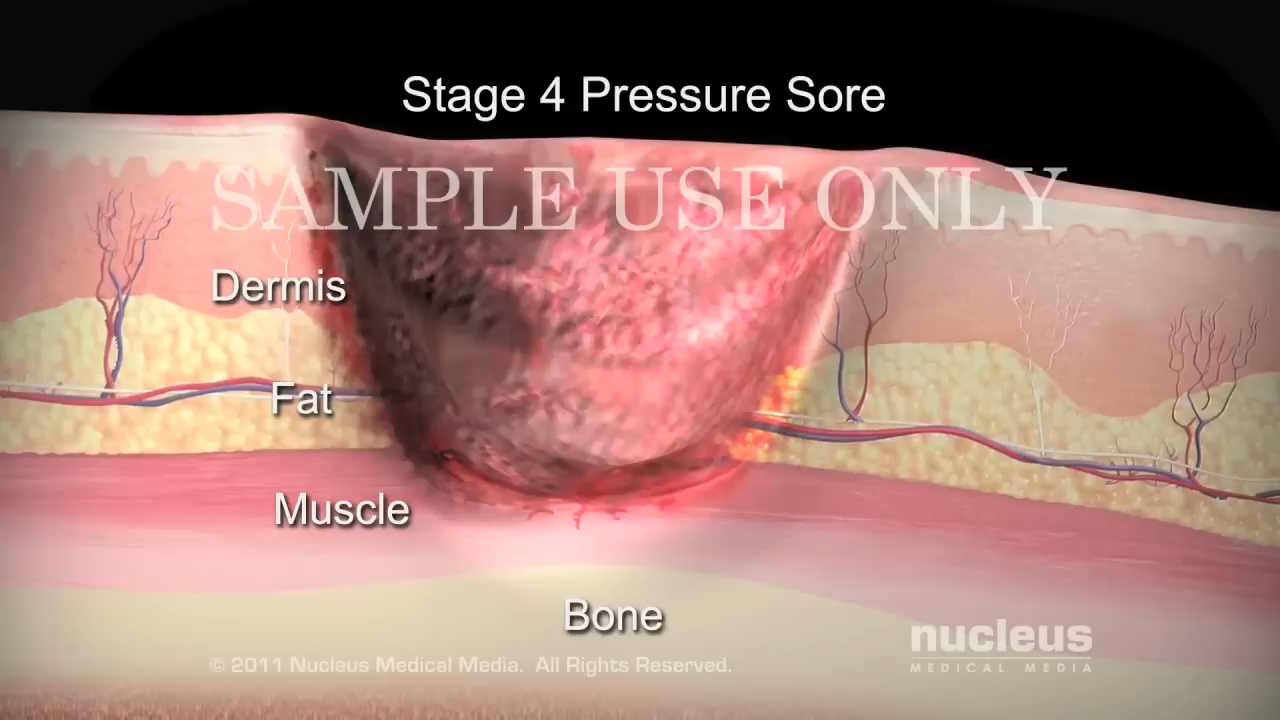 Stage 4 Pressure Sore
SAMPLE USE ONLY
Dermis
Fat
Muscle
Bone
nucleus
MEDICAL MEDIA
© 2011 Nucleus Medical Media. All Rights Reserved.